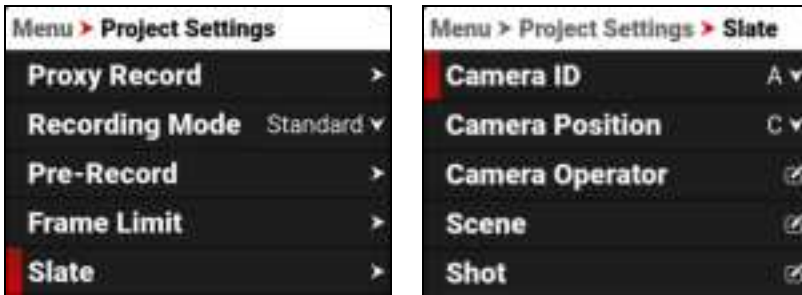 Menu > Project Settings
Proxy Record >
Recording Mode Standard
Pre-Record >
Frame Limit >
Slate >
Menu > Project Settings > Slate
Camera ID A
Camera Position C
Camera Operator
Scene
Shot